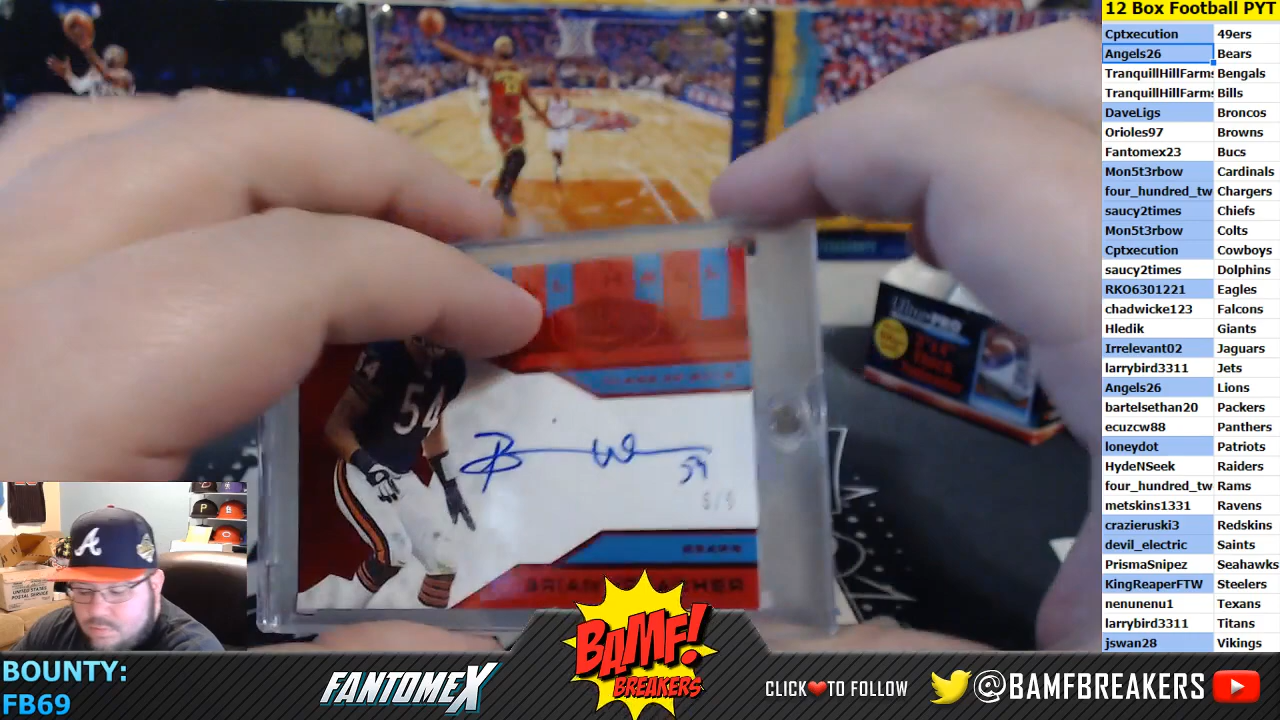 12 Box Football PYT
Cptxecution 49ers
Angels26 Bears
TranquillHillFarms Bengals
TranquillHillFarms Bills
DaveLigs Broncos
Orioles97 Browns
Fantomex23 Bucs
Mon5t3rbow Cardinals
four_hundred_tw Chargers
saucy2times Chiefs
Mon5t3rbow Colts
Cptxecution Cowboys
saucy2times Dolphins
RKO6301221 Eagles
chadwicke123 Falcons
Hledik Giants
Irrelevant02 Jaguars
larrybird3311 Jets
Angels26 Lions
bartelsethan20 Packers
ecuzcw88 Panthers
loneydot Patriots
HydeNSeek Raiders
four_hundred_tw Rams
metskins1331 Ravens
crazieruski3 Redskins
devil_electric Saints
PrismaSnipez Seahawks
KingReaperFTW Steelers
nenunenu1 Texans
larrybird3311 Titans
jswan28 Vikings
54
54
BEARS
BRIAN
A
BOUNTY:
FB69
FANTOMEX
BAMF!
BREAKERS
CLICK TO FOLLOW
@BAMFBREAKERS